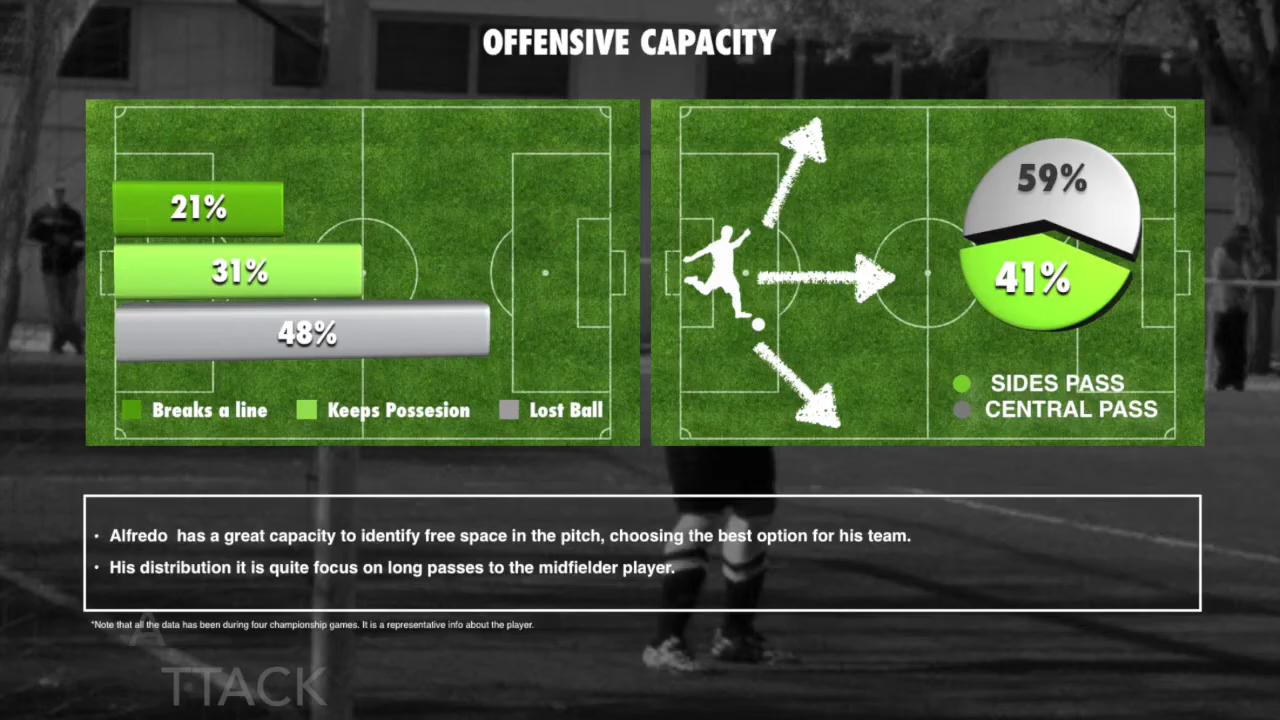 OFFENSIVE CAPACITY
21%
31%
48%
Breaks a line Keeps Possesion Lost Ball
59%
41%
SIDES PASS
CENTRAL PASS
• Alfredo has a great capacity to identify free space in the pitch, choosing the best option for his team.
• His distribution it is quite focus on long passes to the midfielder player.
*Note that all the data has been during four championship games. It is a representative info about the player.
A
TTACK